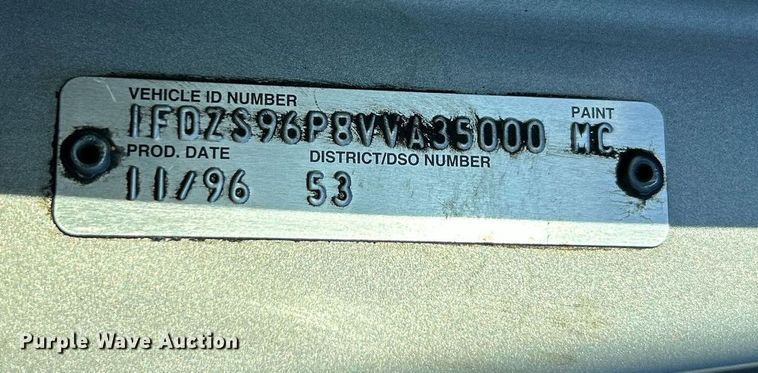 VEHICLE ID NUMBER
1FDZS96P8VVA35000
PAINT
MC
PROD. DATE
11/96
DISTRICT/DSO NUMBER
53
Purple Wave Auction